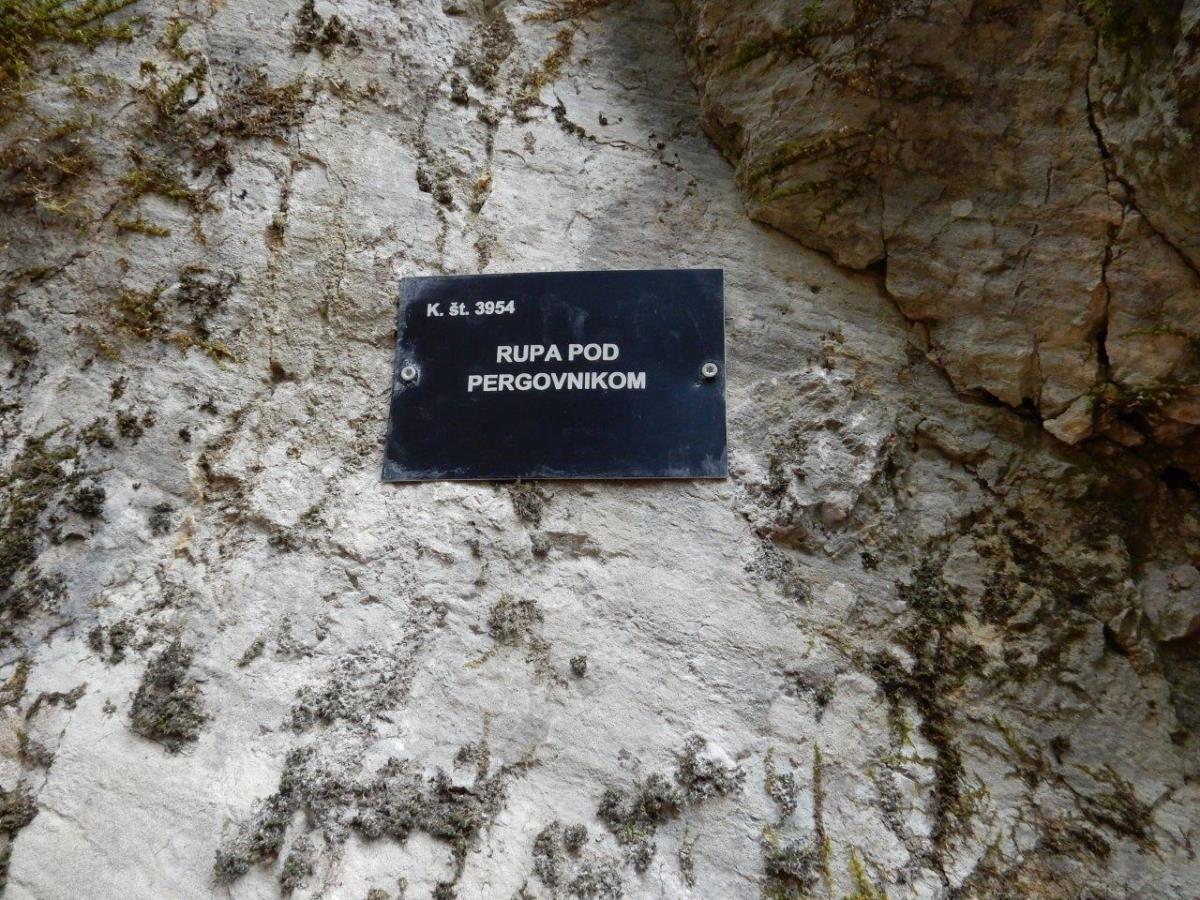 K. št. 3954
RUPA POD
PERGOVNIKOM